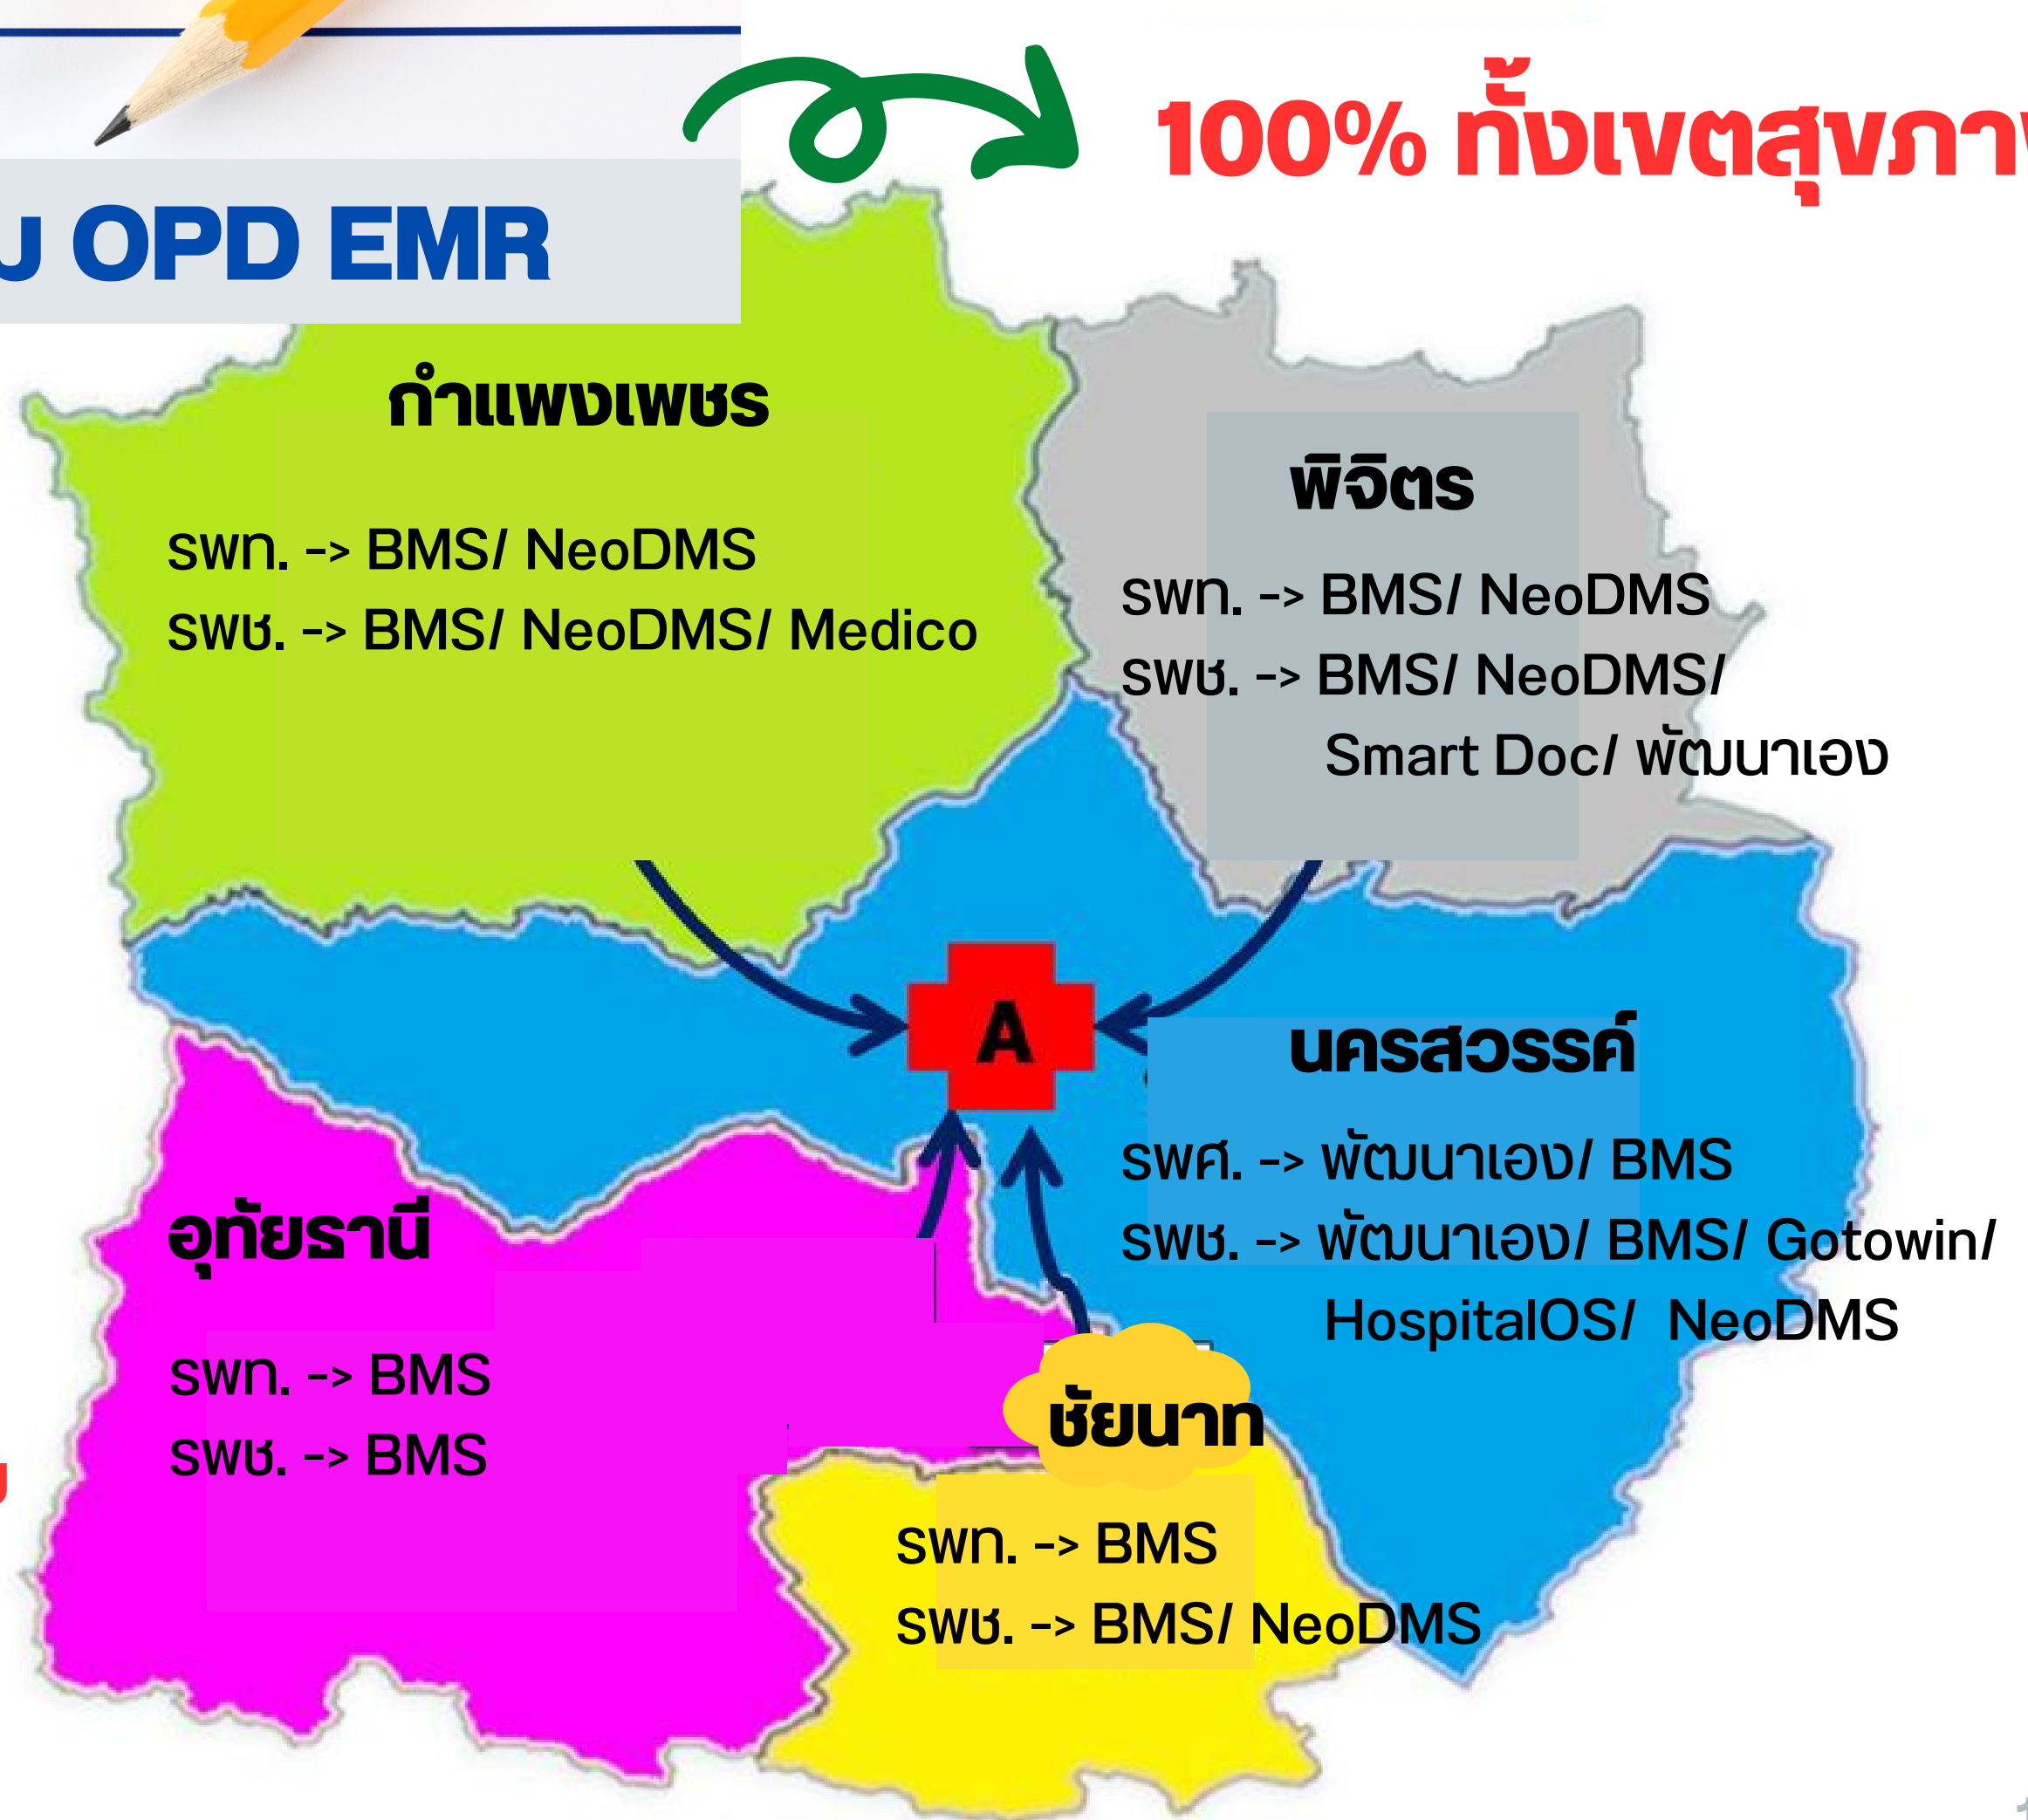 100% ทั้งเขตสุขภาพ
OPD EMR
กำแพงเพชร
รพท. -> BMS/ NeoDMS
รพช. -> BMS/ NeoDMS/ Medico
พิจิตร
รพท. -> BMS/ NeoDMS
รพช. -> BMS/ NeoDMS/
Smart Doc/ พัฒนาเอง
A
นครสวรรค์
รพศ. -> พัฒนาเอง/ BMS
รพช. -> พัฒนาเอง/ BMS/ Gotowin/
HospitalOS/ NeoDMS
อุทัยธานี
รพท. -> BMS
รพช. -> BMS
ชัยนาท
รพท. -> BMS
รพช. -> BMS/ NeoDMS